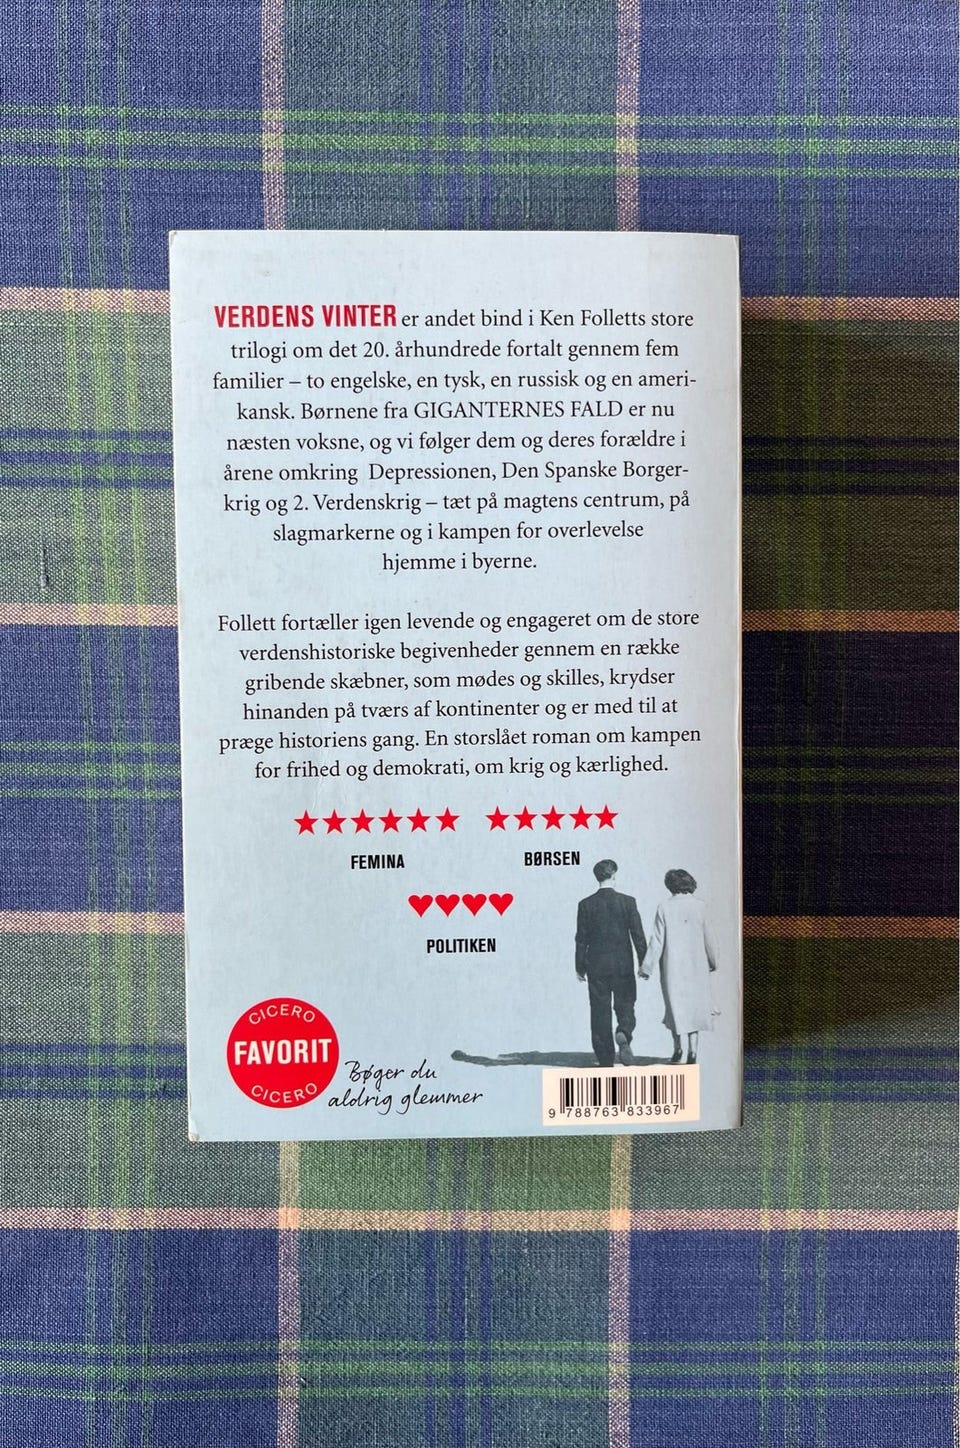 VERDENS VINTER er andet bind i Ken Folletts store
trilogi om det 20. århundrede fortalt gennem fem
familier – to engelske, en tysk, en russisk og en ameri-
kansk. Børnene fra GIGANTERNES FALD er nu
næsten voksne, og vi følger dem og deres forældre i
årene omkring  Depressionen, Den Spanske Borger-
krig og 2. Verdenskrig – tæt på magtens centrum, på
slagmarkerne og i kampen for overlevelse
hjemme i byerne.
Follett fortæller igen levende og engageret om de store
verdenshistoriske begivenheder gennem en række
gribende skæbner, som mødes og skilles, krydser
hinanden på tværs af kontinenter og er med til at
præge historiens gang. En storslået roman om kampen
for frihed og demokrati, om krig og kærlighed.
★★★★★★ ★★★★★
FEMINA BØRSEN
♥♥♥♥
POLITIKEN
CICERO
FAVORIT
CICERO
Bøger du
aldrig glemmer
9 788763 833967